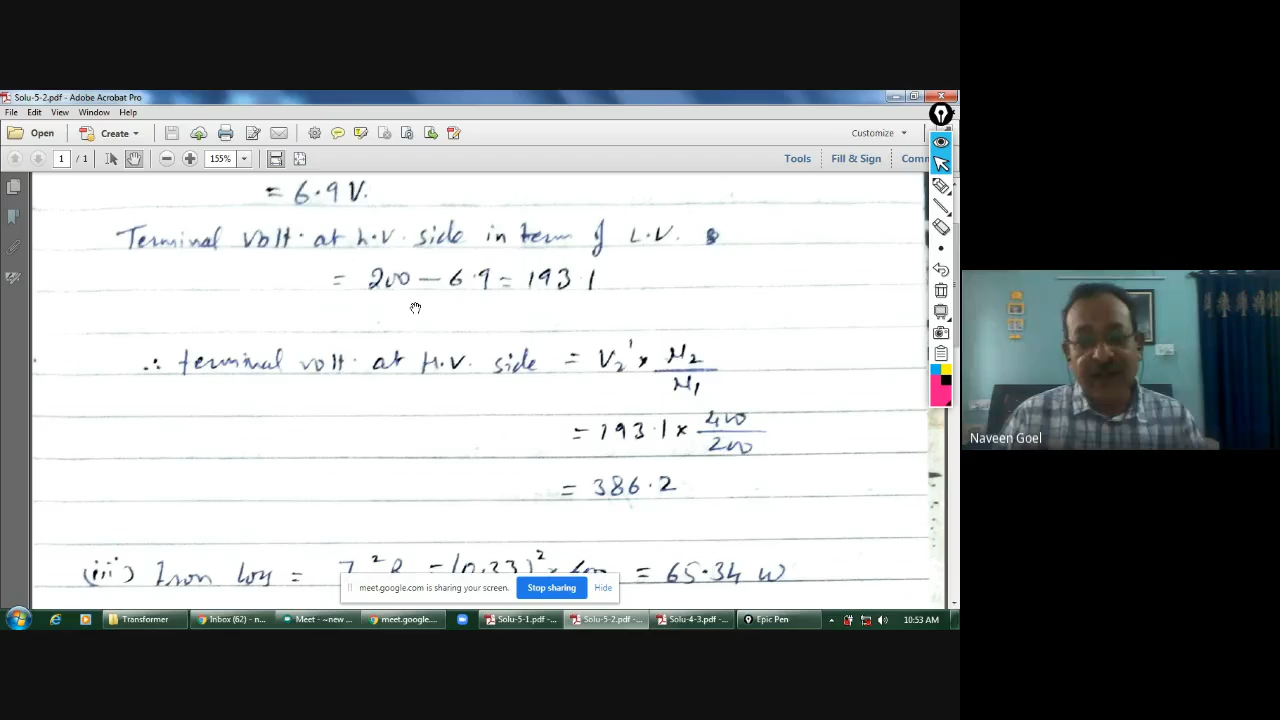 Solu-5-2.pdf - Adobe Acrobat Pro
File Edit View Window Help
Open Create Customize
1 / 1 155% Tools Fill & Sign Comm
= 6.9 V.
Terminal Volt. at h.v. side in term of L.V.
= 200 — 6.9 = 193.1
∴ terminal volt. at H.V. side = V₂' × N₂/N₁
= 193.1 × 400/200
= 386.2
(iii) Iron loss = = 65.34 W
meet.google.com is sharing your screen. Stop sharing Hide
Naveen Goel
Transformer Inbox (62) - n... Meet - ~new ... meet.google.... Solu-5-1.pdf -... Solu-5-2.pdf -... Solu-4-3.pdf -... Epic Pen 10:53 AM